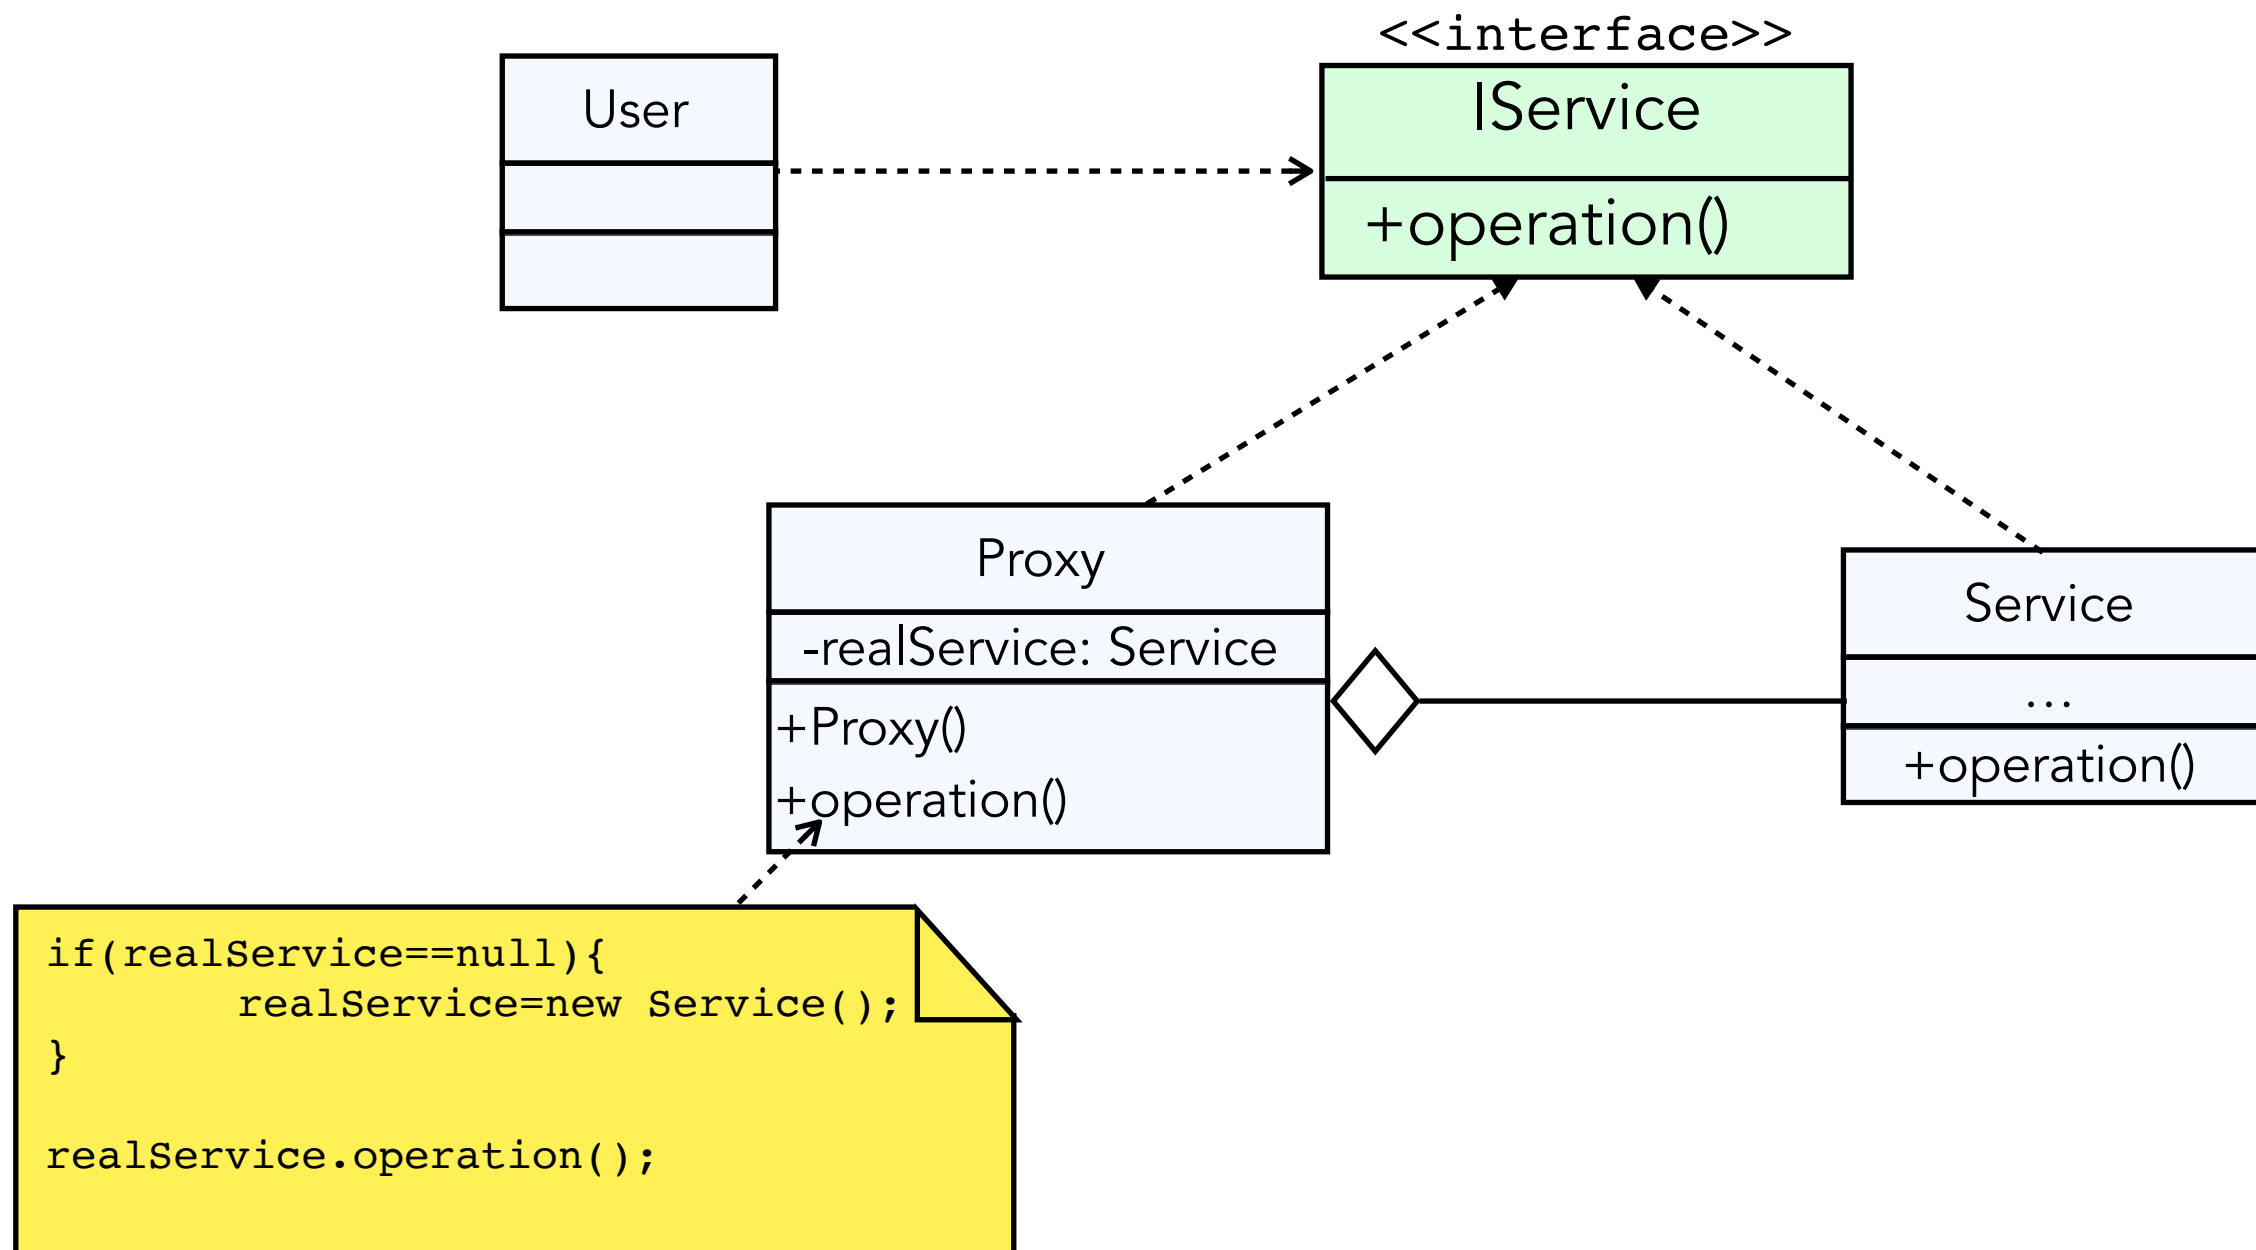 <<interface>>
User
IService
+operation()
Proxy
-realService: Service
+Proxy()
+operation()
Service
...
+operation()
if(realService==null){
realService=new Service();
}
realService.operation();